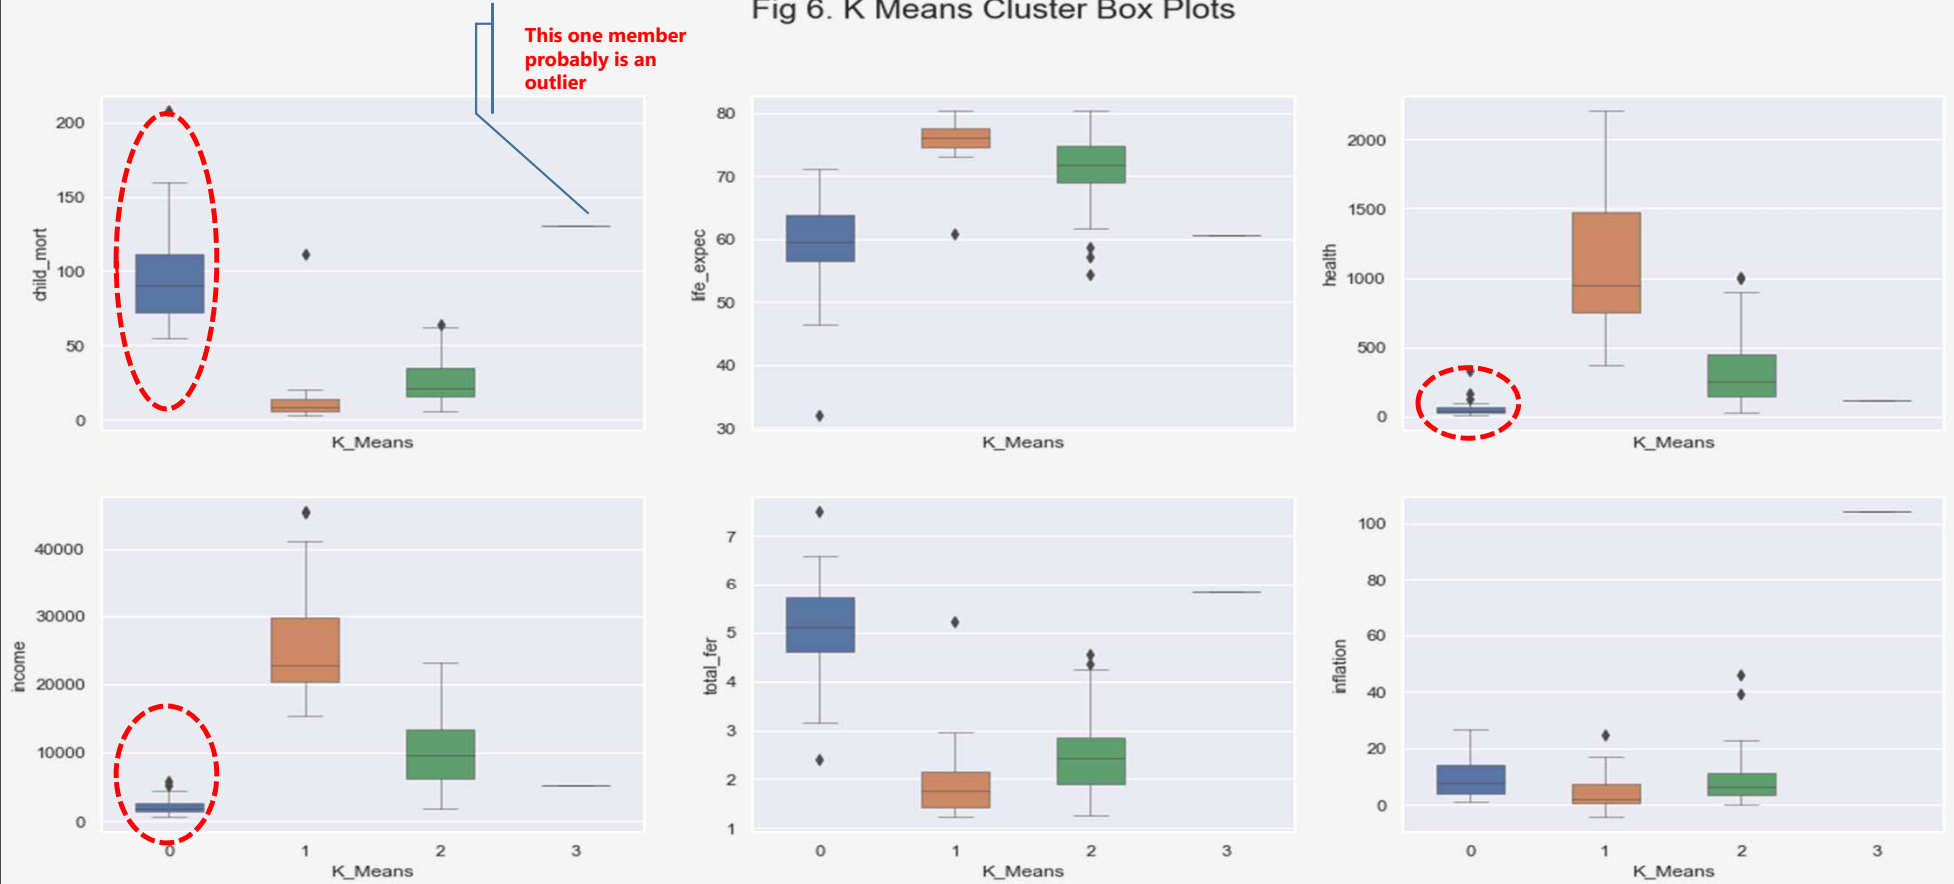 Fig 6. K Means Cluster Box Plots
This one member
probably is an
outlier
200
150
100
50
0
child_mort
K_Means
80
70
60
50
40
30
life_expec
K_Means
2000
1500
1000
500
0
health
K_Means
40000
30000
20000
10000
0
income
0 1 2 3
K_Means
7
6
5
4
3
2
1
total_fer
0 1 2 3
K_Means
100
80
60
40
20
0
inflation
0 1 2 3
K_Means